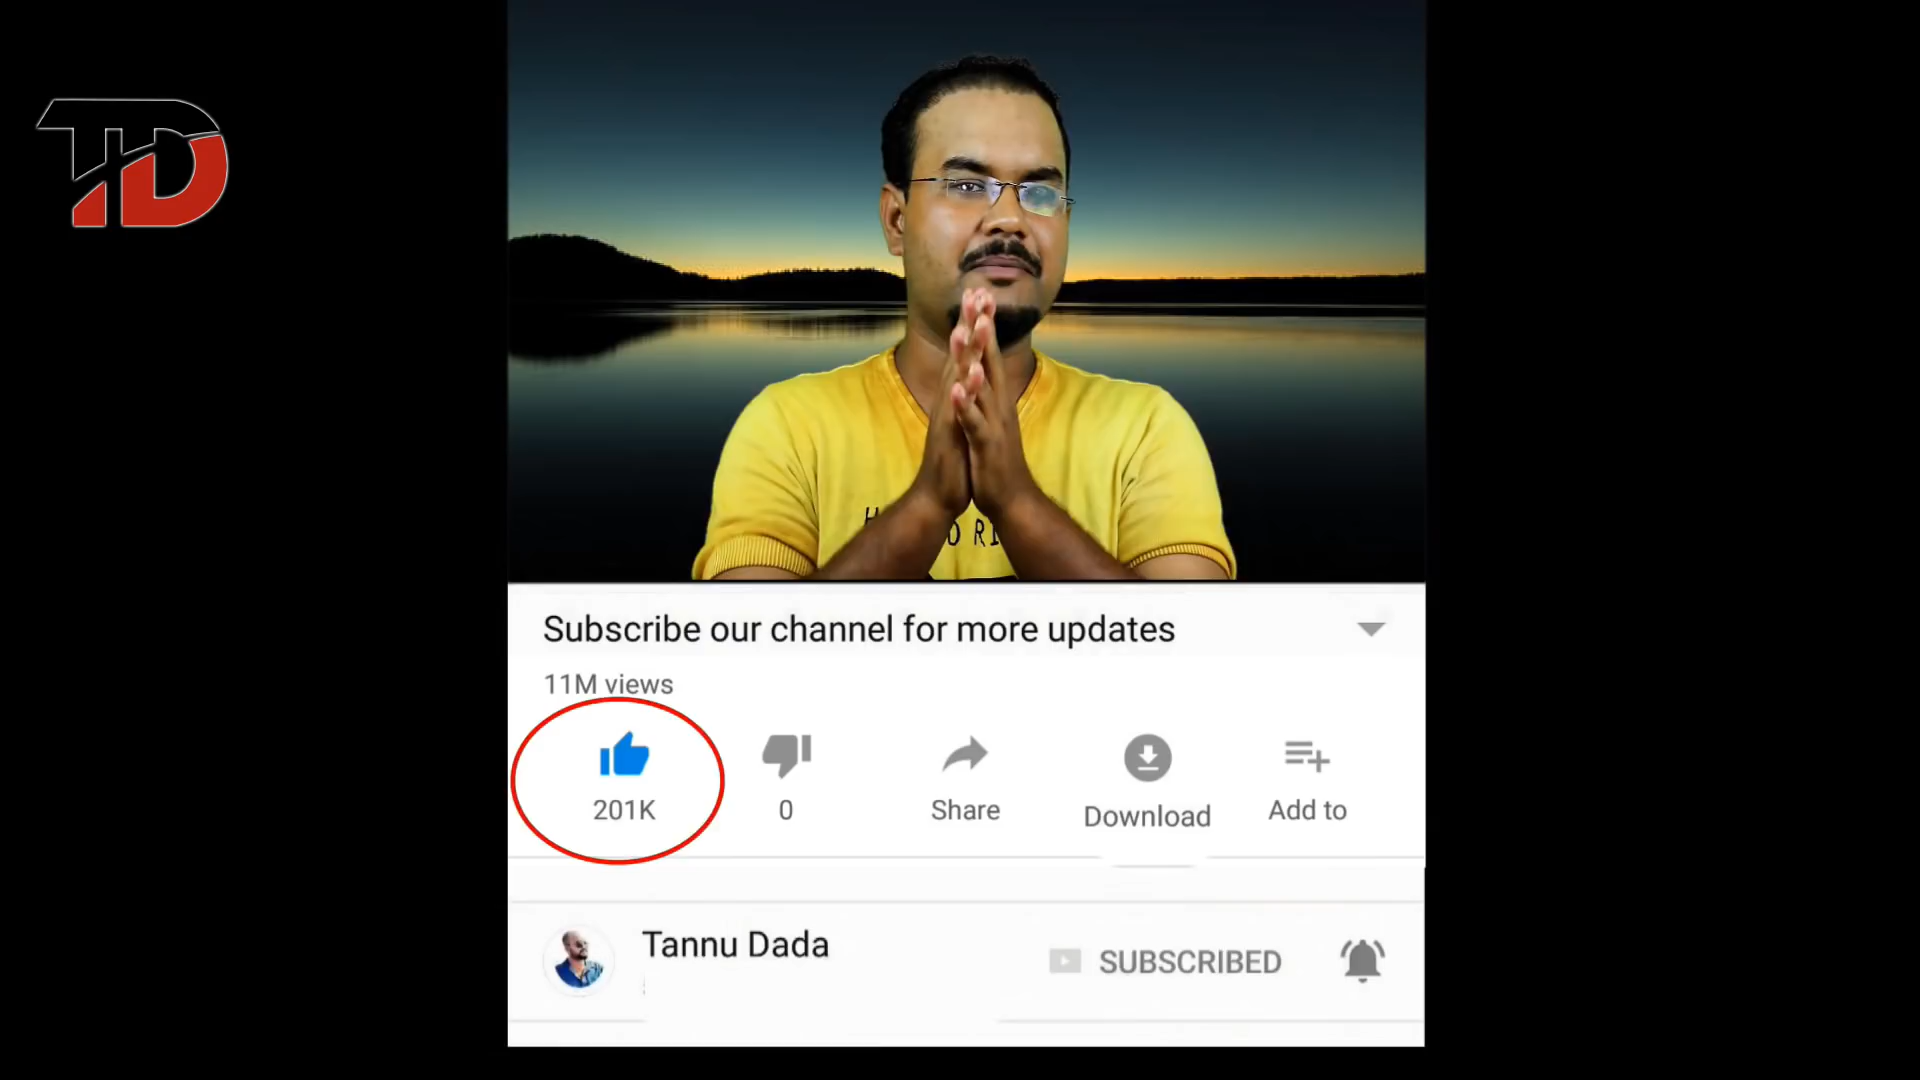 TD
Subscribe our channel for more updates
11M views
201K
0
Share
Download
Add to
Tannu Dada
SUBSCRIBED